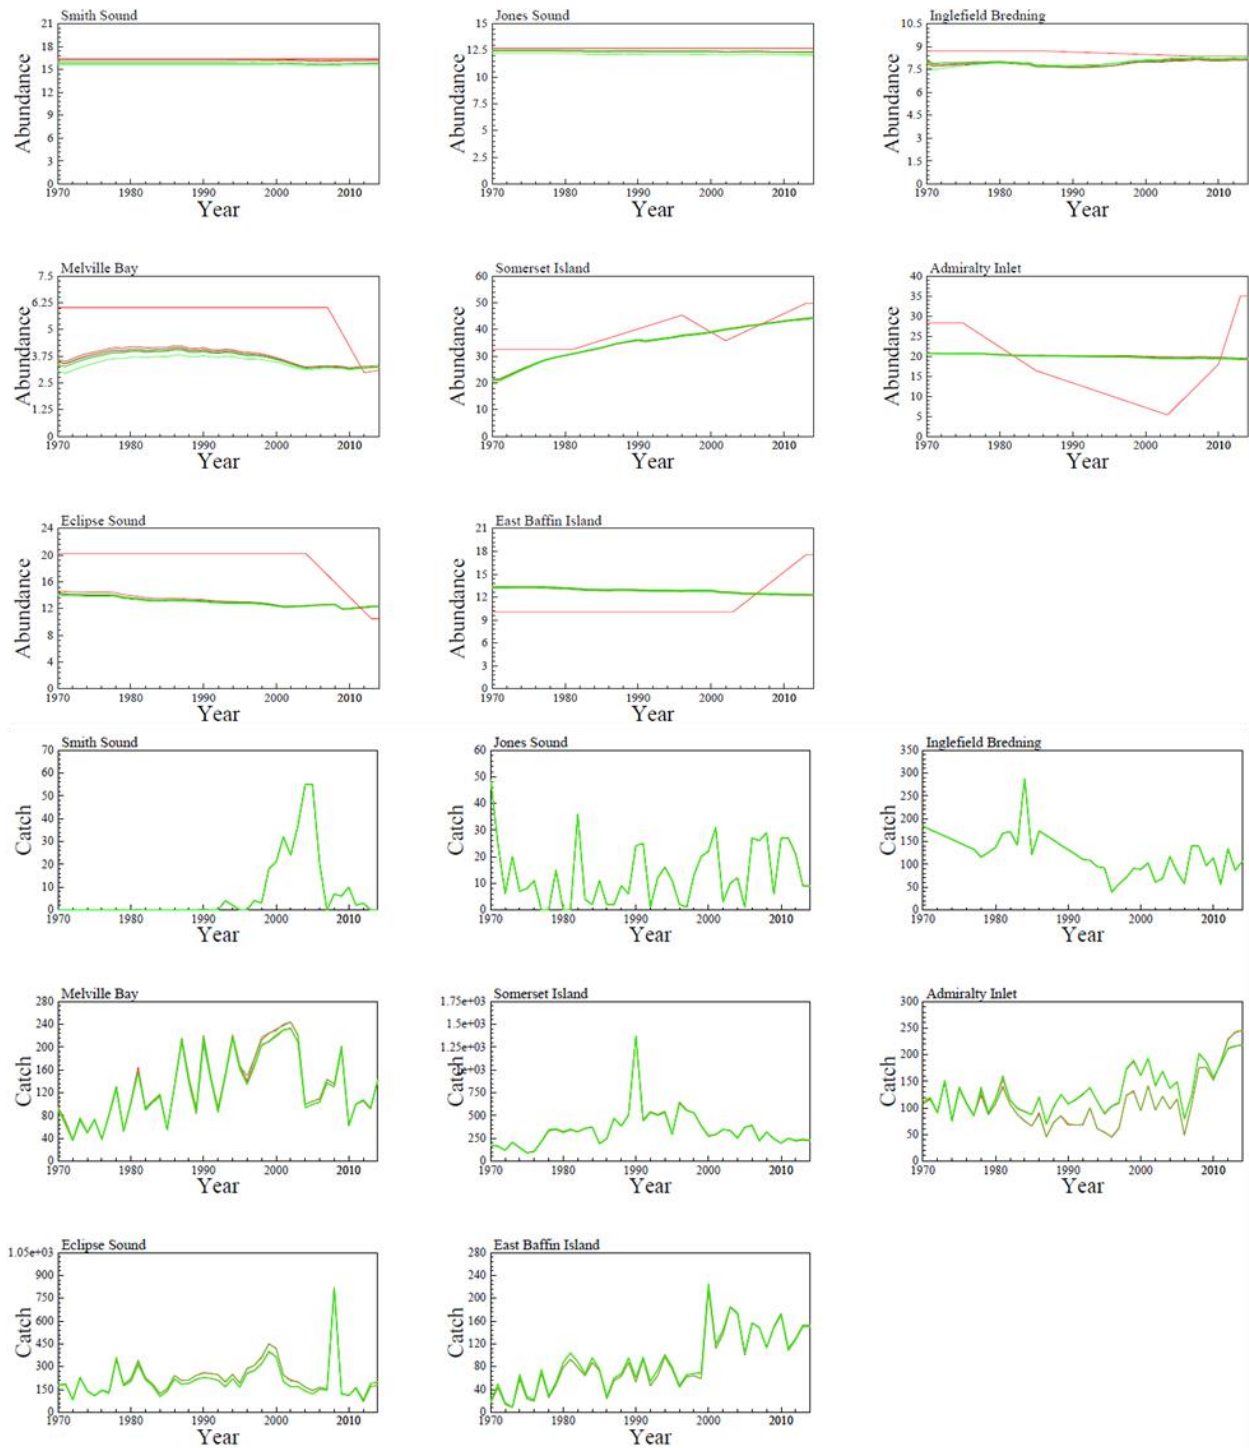 Smith Sound
Abundance
21
18
15
12
9
6
3
0
1970 1980 1990 2000 2010
Year
Jones Sound
Abundance
15
12.5
10
7.5
5
2.5
0
1970 1980 1990 2000 2010
Year
Inglefield Bredning
Abundance
10.5
9
7.5
6
4.5
3
1.5
0
1970 1980 1990 2000 2010
Year
Melville Bay
Abundance
7.5
6.25
5
3.75
2.5
1.25
0
1970 1980 1990 2000 2010
Year
Somerset Island
Abundance
60
50
40
30
20
10
0
1970 1980 1990 2000 2010
Year
Admiralty Inlet
Abundance
40
35
30
25
20
15
10
5
0
1970 1980 1990 2000 2010
Year
Eclipse Sound
Abundance
24
20
16
12
8
4
0
1970 1980 1990 2000 2010
Year
East Baffin Island
Abundance
21
18
15
12
9
6
3
0
1970 1980 1990 2000 2010
Year
Smith Sound
Catch
70
60
50
40
30
20
10
0
1970 1980 1990 2000 2010
Year
Jones Sound
Catch
60
50
40
30
20
10
0
1970 1980 1990 2000 2010
Year
Inglefield Bredning
Catch
350
300
250
200
150
100
50
0
1970 1980 1990 2000 2010
Year
Melville Bay
Catch
280
240
200
160
120
80
40
0
1970 1980 1990 2000 2010
Year
Somerset Island
Catch
1.75e+03
1.5e+03
1.25e+03
e+03
750
500
250
0
1970 1980 1990 2000 2010
Year
Admiralty Inlet
Catch
300
250
200
150
100
50
0
1970 1980 1990 2000 2010
Year
Eclipse Sound
Catch
1.05e+03
900
750
600
450
300
150
0
1970 1980 1990 2000 2010
Year
East Baffin Island
Catch
280
240
200
160
120
80
40
0
1970 1980 1990 2000 2010
Year